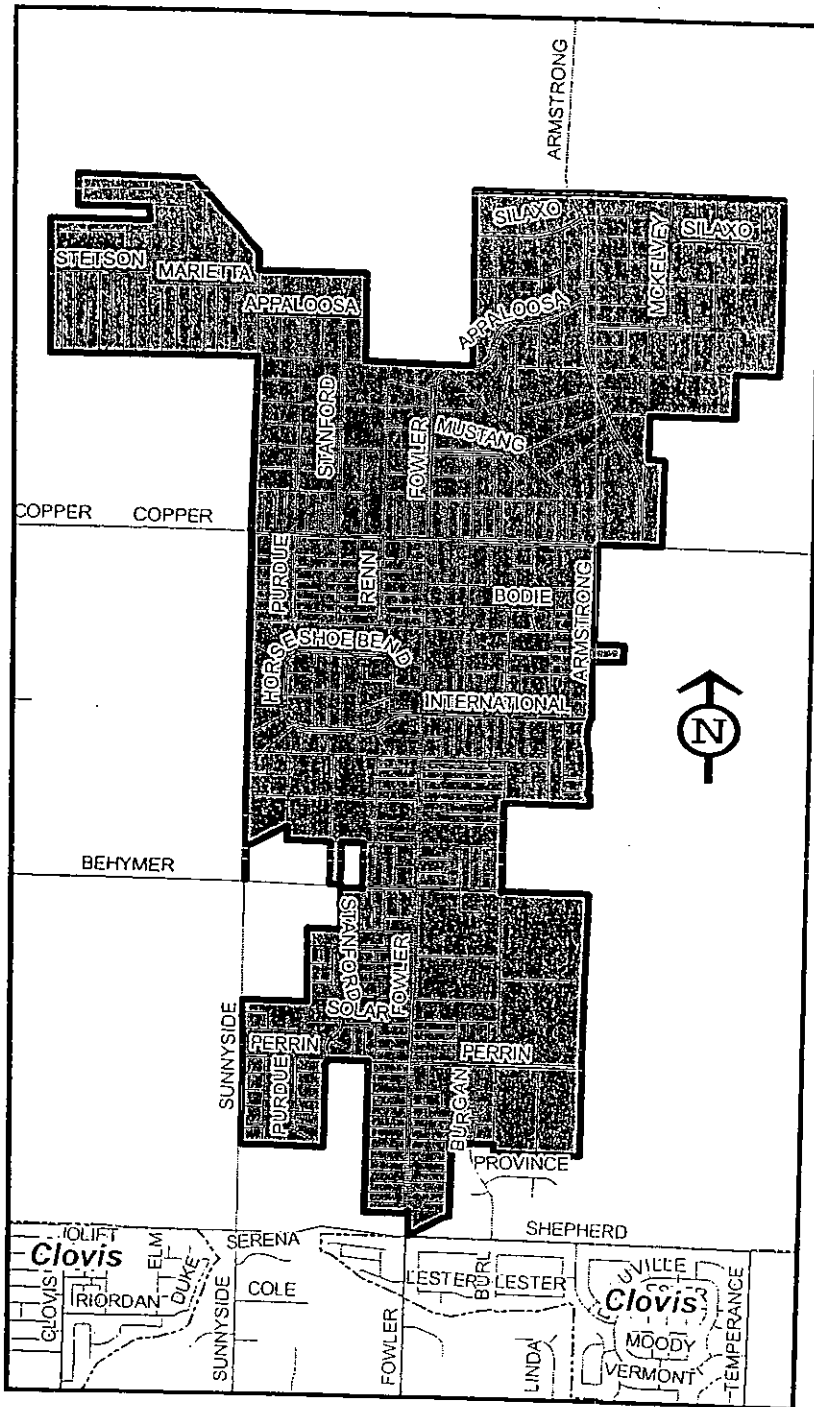 ARMSTRONG
SILAXO
MCKELVEY
SILAXO
STETSON
MARIETTA
APPALOOSA
APPALOOSA
STANFORD
FOWLER
MUSTANG
COPPER
COPPER
PURDUE
RENN
BODIE
ARMSTRONG
HORSESHOE BEND
INTERNATIONAL
N
BEHYMER
STANFORD
FOWLER
SOLAR
SUNNYSIDE
PERRIN
PURDUE
PERRIN
BURGAN
PROVINCE
SHEPHERD
Clovis
ELM
SERENA
DUKE
RIORDAN
CLOVIS
COLE
SUNNYSIDE
FOWLER
LESTER
BURL
LESTER
Clovis
MOODY
VERMONT
LINDA
TEMPERANCE